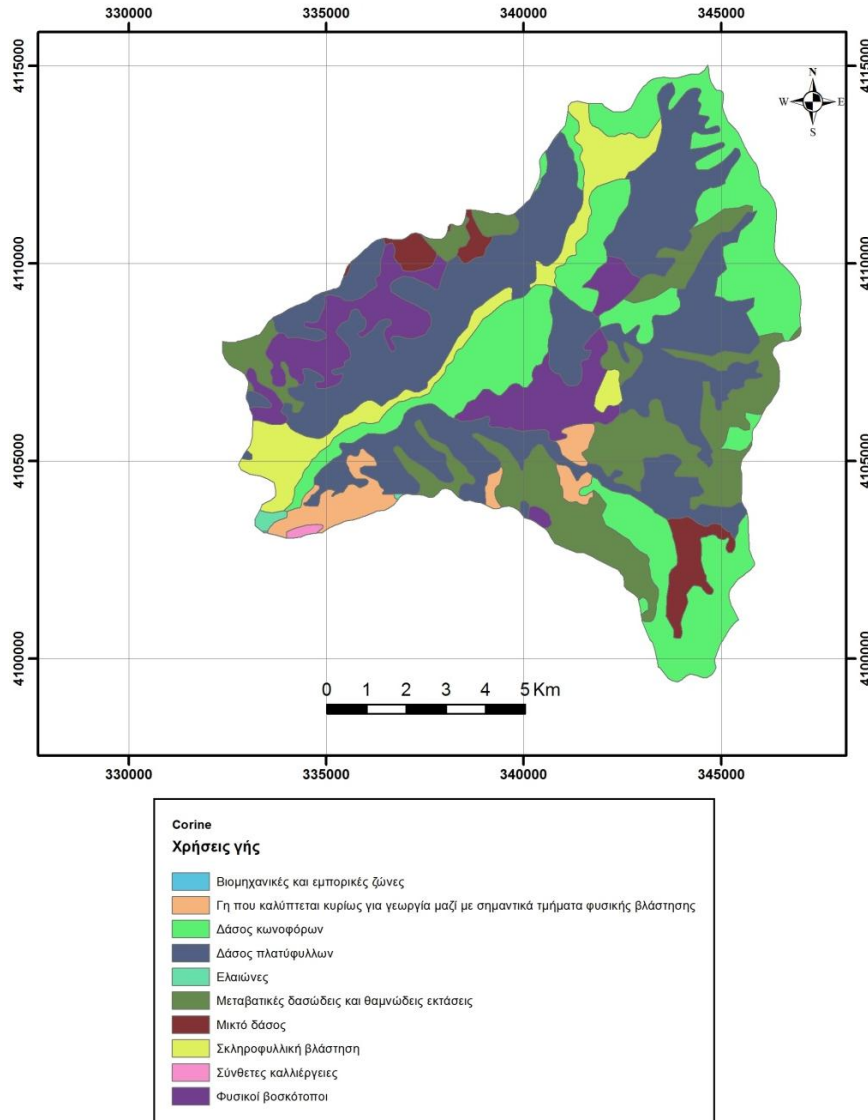 330000 335000 340000 345000
4115000 4115000
N
W E
S
4110000 4110000
4105000 4105000
4100000 4100000
0 1 2 3 4 5 Km
330000 335000 340000 345000
Corine
Χρήσεις γής
Βιομηχανικές και εμπορικές ζώνες
Γη που καλύπτεται κυρίως για γεωργία μαζί με σημαντικά τμήματα φυσικής βλάστησης
Δάσος κωνοφόρων
Δάσος πλατύφυλλων
Ελαιώνες
Μεταβατικές δασώδεις και θαμνώδεις εκτάσεις
Μικτό δάσος
Σκληροφυλλική βλάστηση
Σύνθετες καλλιέργειες
Φυσικοί βοσκότοποι